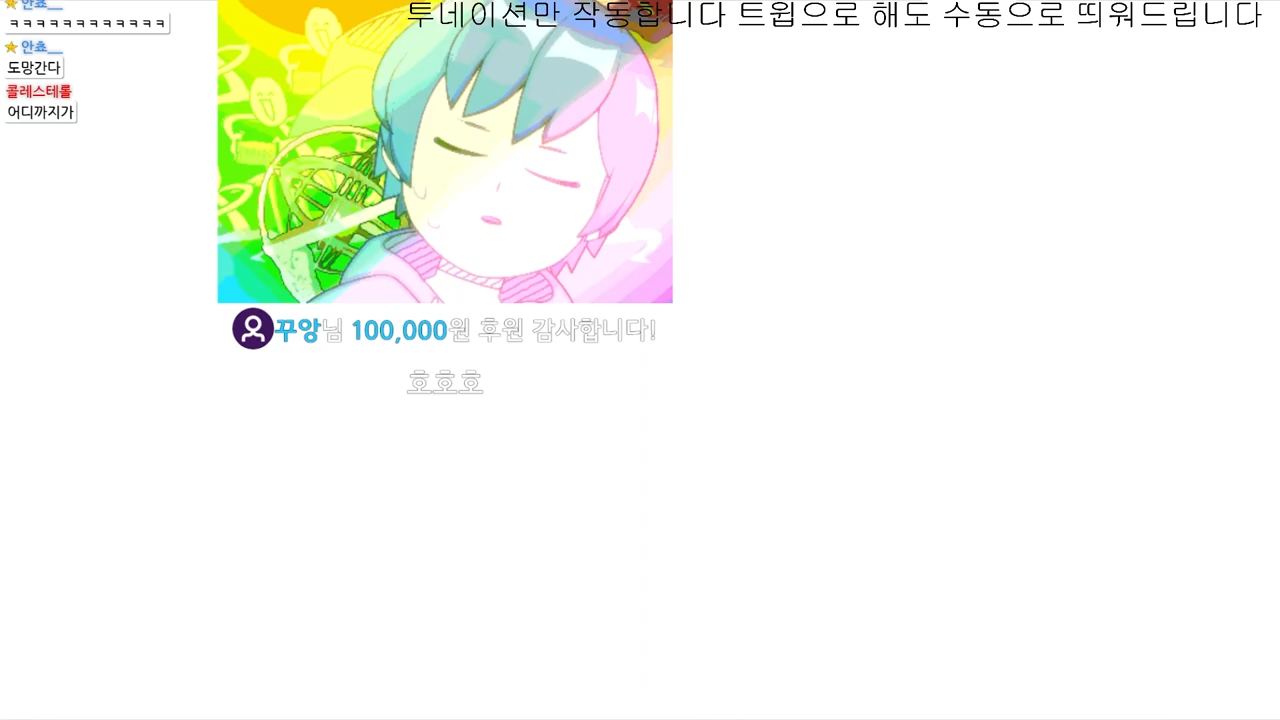 투네이션만 작동합니다 트윕으로 해도 수동으로 띄워드립니다
안쵸__
ㅋㅋㅋㅋㅋㅋㅋㅋㅋㅋㅋㅋ
안쵸__
도망간다
콜레스테롤
어디까지가
꾸앙님 100,000원 후원 감사합니다!
호호호